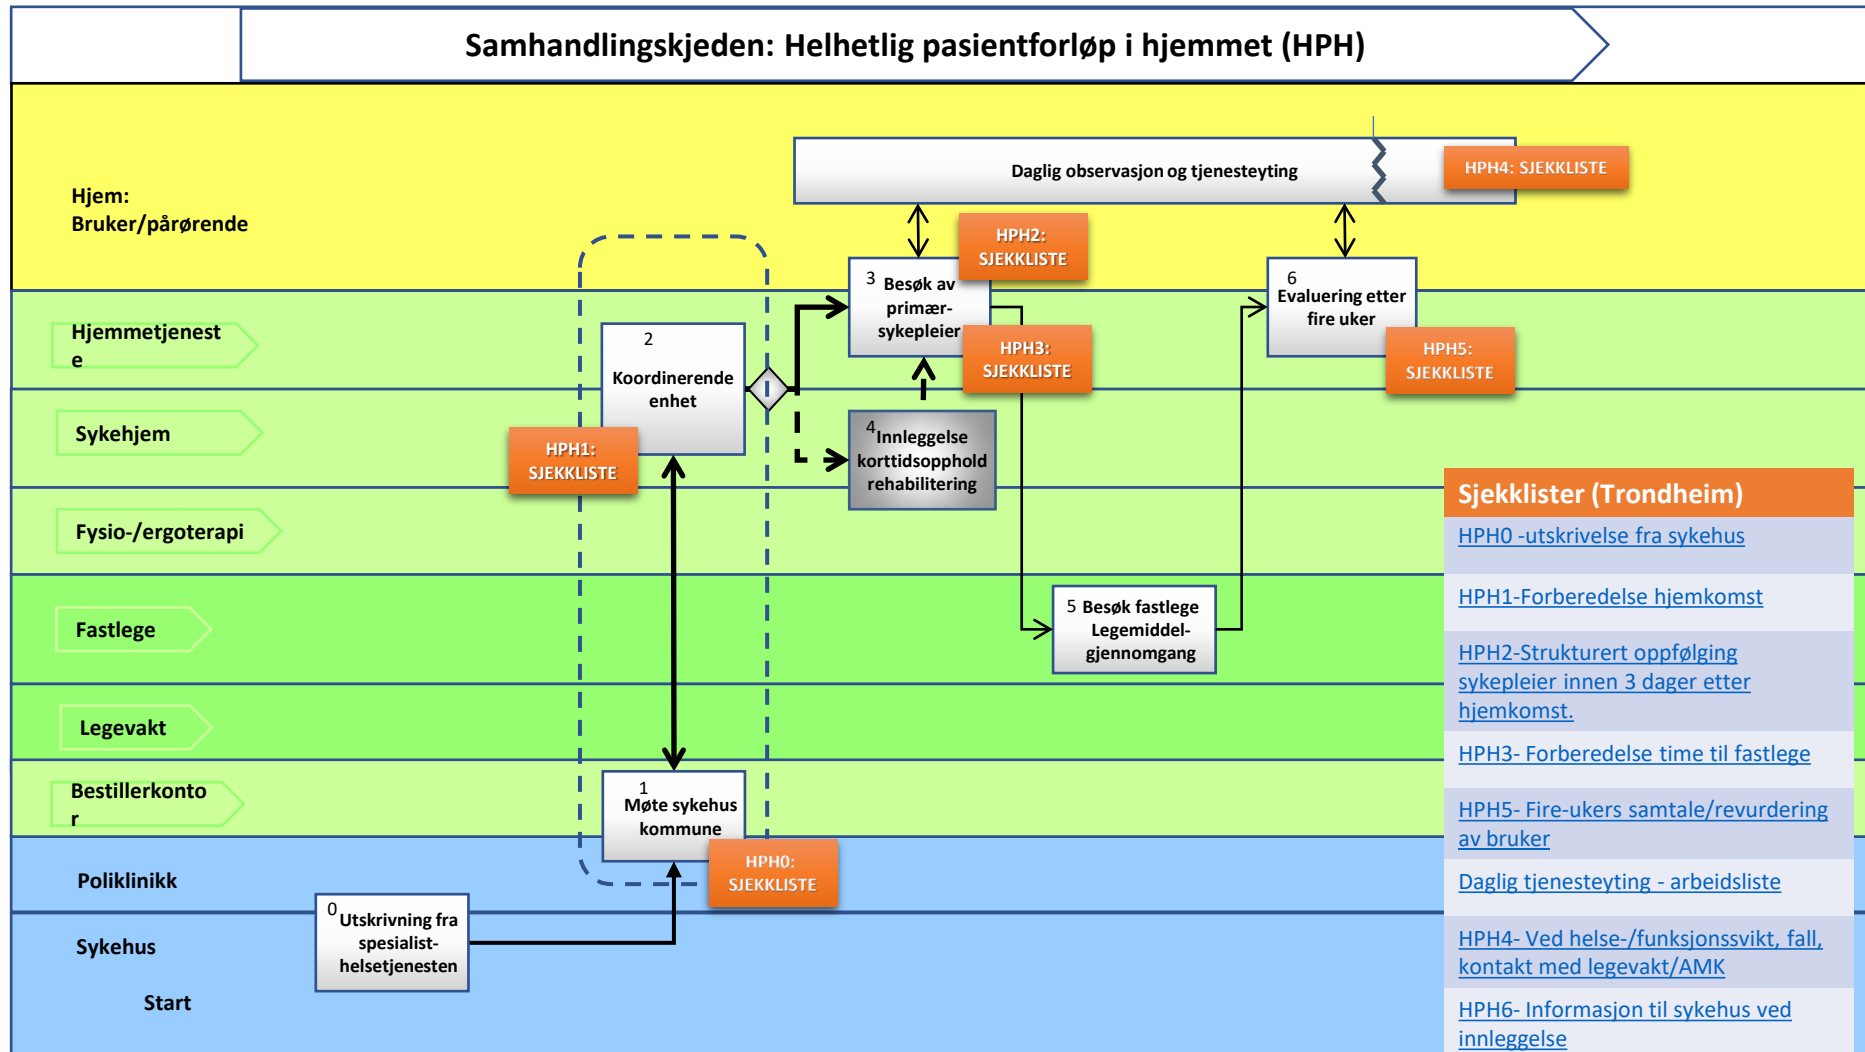 Samhandlingskjeden: Helhetlig pasientforløp i hjemmet (HPH)
Hjem:
Bruker/pårørende
Daglig observasjon og tjenesteyting
HPH4: SJEKKLISTE
HPH2:
SJEKKLISTE
3
Besøk av
primær-
sykepleier
HPH3:
SJEKKLISTE
6
Evaluering etter
fire uker
HPH5:
SJEKKLISTE
Hjemmetjenest
e
2
Koordinerende
enhet
HPH1:
SJEKKLISTE
Sykehjem
4
Innleggelse
korttidsopphold
rehabilitering
Fysio-/ergoterapi
Fastlege
5
Besøk fastlege
Legemiddel-
gjennomgang
Legevakt
Bestillerkonto
r
1
Møte sykehus
kommune
HPH0:
SJEKKLISTE
Poliklinikk
0
Utskrivning fra
spesialist-
helsetjenesten
Sykehus
Start
Sjekklister (Trondheim)
HPH0 -utskrivelse fra sykehus
HPH1-Forberedelse hjemkomst
HPH2-Strukturert oppfølging
sykepleier innen 3 dager etter
hjemkomst.
HPH3- Forberedelse time til fastlege
HPH5- Fire-ukers samtale/revurdering
av bruker
Daglig tjenesteyting - arbeidsliste
HPH4- Ved helse-/funksjonssvikt, fall,
kontakt med legevakt/AMK
HPH6- Informasjon til sykehus ved
innleggelse